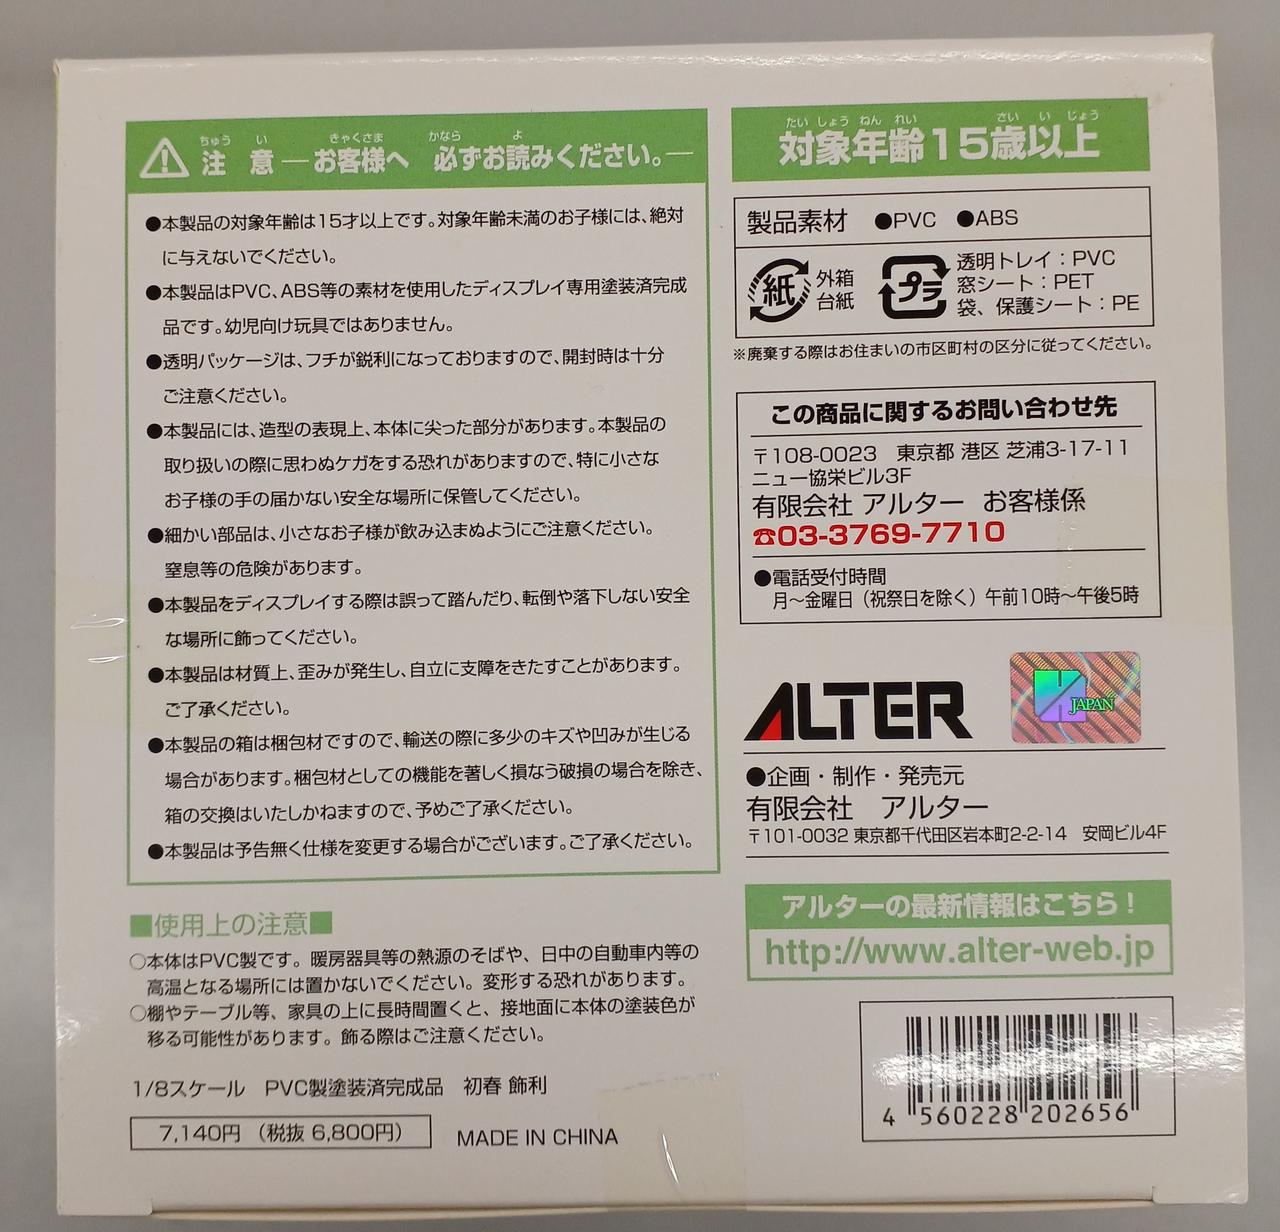 注意―お客様へ 必ずお読みください。―
●本製品の対象年齢は15才以上です。対象年齢未満のお子様には、絶対
に与えないでください。
●本製品はPVC、ABS等の素材を使用したディスプレイ専用塗装済完成
品です。幼児向け玩具ではありません。
●透明パッケージは、フチが鋭利になっておりますので、開封時は十分
ご注意ください。
●本製品には、造型の表現上、本体に尖った部分があります。本製品の
取り扱いの際に思わぬケガをする恐れがありますので、特に小さな
お子様の手の届かない安全な場所に保管してください。
●細かい部品は、小さなお子様が飲み込まぬようにご注意ください。
窒息等の危険があります。
●本製品をディスプレイする際は誤って踏んだり、転倒や落下しない安全
な場所に飾ってください。
●本製品は材質上、歪みが発生し、自立に支障をきたすことがあります。
ご了承ください。
●本製品の箱は梱包材ですので、輸送の際に多少のキズや凹みが生じる
場合があります。梱包材としての機能を著しく損なう破損の場合を除き、
箱の交換はいたしかねますので、予めご了承ください。
●本製品は予告無く仕様を変更する場合がございます。ご了承ください。
■使用上の注意■
○本体はPVC製です。暖房器具等の熱源のそばや、日中の自動車内等の
高温となる場所には置かないでください。変形する恐れがあります。
○棚やテーブル等、家具の上に長時間置くと、接地面に本体の塗装色が
移る可能性があります。飾る際はご注意ください。
1/8スケール PVC製塗装済完成品 初春 飾利
7,140円 (税抜 6,800円)
MADE IN CHINA
対象年齢15歳以上
製品素材 ●PVC ●ABS
紙 外箱
台紙
プラ 透明トレイ:PVC
窓シート:PET
袋、保護シート:PE
※廃棄する際はお住まいの市区町村の区分に従ってください。
この商品に関するお問い合わせ先
〒108-0023 東京都 港区 芝浦3-17-11
ニュー協栄ビル3F
有限会社 アルター お客様係
☎03-3769-7710
●電話受付時間
月～金曜日(祝祭日を除く)午前10時～午後5時
ALTER
JAPAN
●企画・制作・発売元
有限会社 アルター
〒101-0032 東京都千代田区岩本町2-2-14 安岡ビル4F
アルターの最新情報はこちら!
http://www.alter-web.jp
4 560228 202656